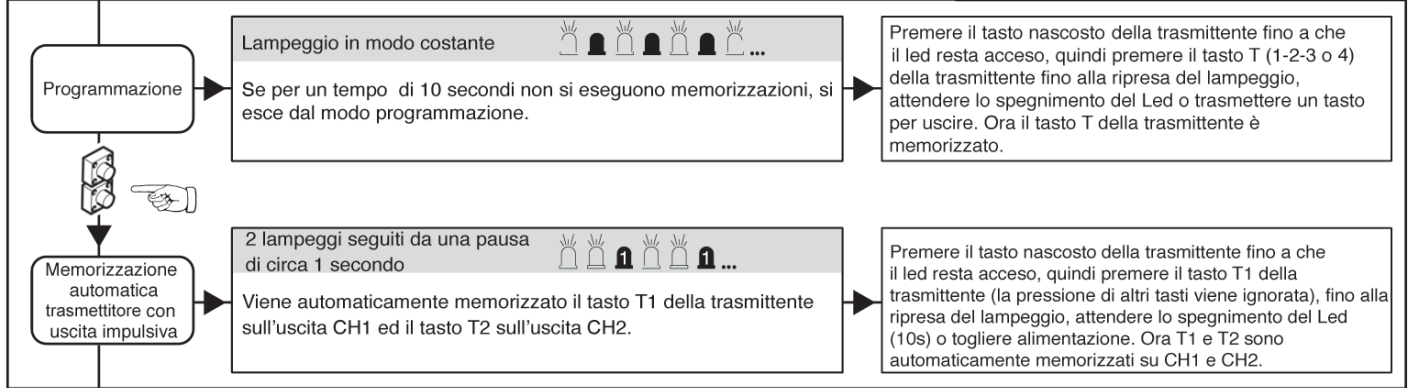 Programmazione
Lampeggio in modo costante
...
Se per un tempo di 10 secondi non si eseguono memorizzazioni, si
esce dal modo programmazione.
Premere il tasto nascosto della trasmittente fino a che
il led resta acceso, quindi premere il tasto T (1-2-3 o 4)
della trasmittente fino alla ripresa del lampeggio,
attendere lo spegnimento del Led o trasmettere un tasto
per uscire. Ora il tasto T della trasmittente è
memorizzato.
Memorizzazione
automatica
trasmettitore con
uscita impulsiva
2 lampeggi seguiti da una pausa
di circa 1 secondo
1 1 ...
Viene automaticamente memorizzato il tasto T1 della trasmittente
sull'uscita CH1 ed il tasto T2 sull'uscita CH2.
Premere il tasto nascosto della trasmittente fino a che
il led resta acceso, quindi premere il tasto T1 della
trasmittente (la pressione di altri tasti viene ignorata), fino alla
ripresa del lampeggio, attendere lo spegnimento del Led
(10s) o togliere alimentazione. Ora T1 e T2 sono
automaticamente memorizzati su CH1 e CH2.